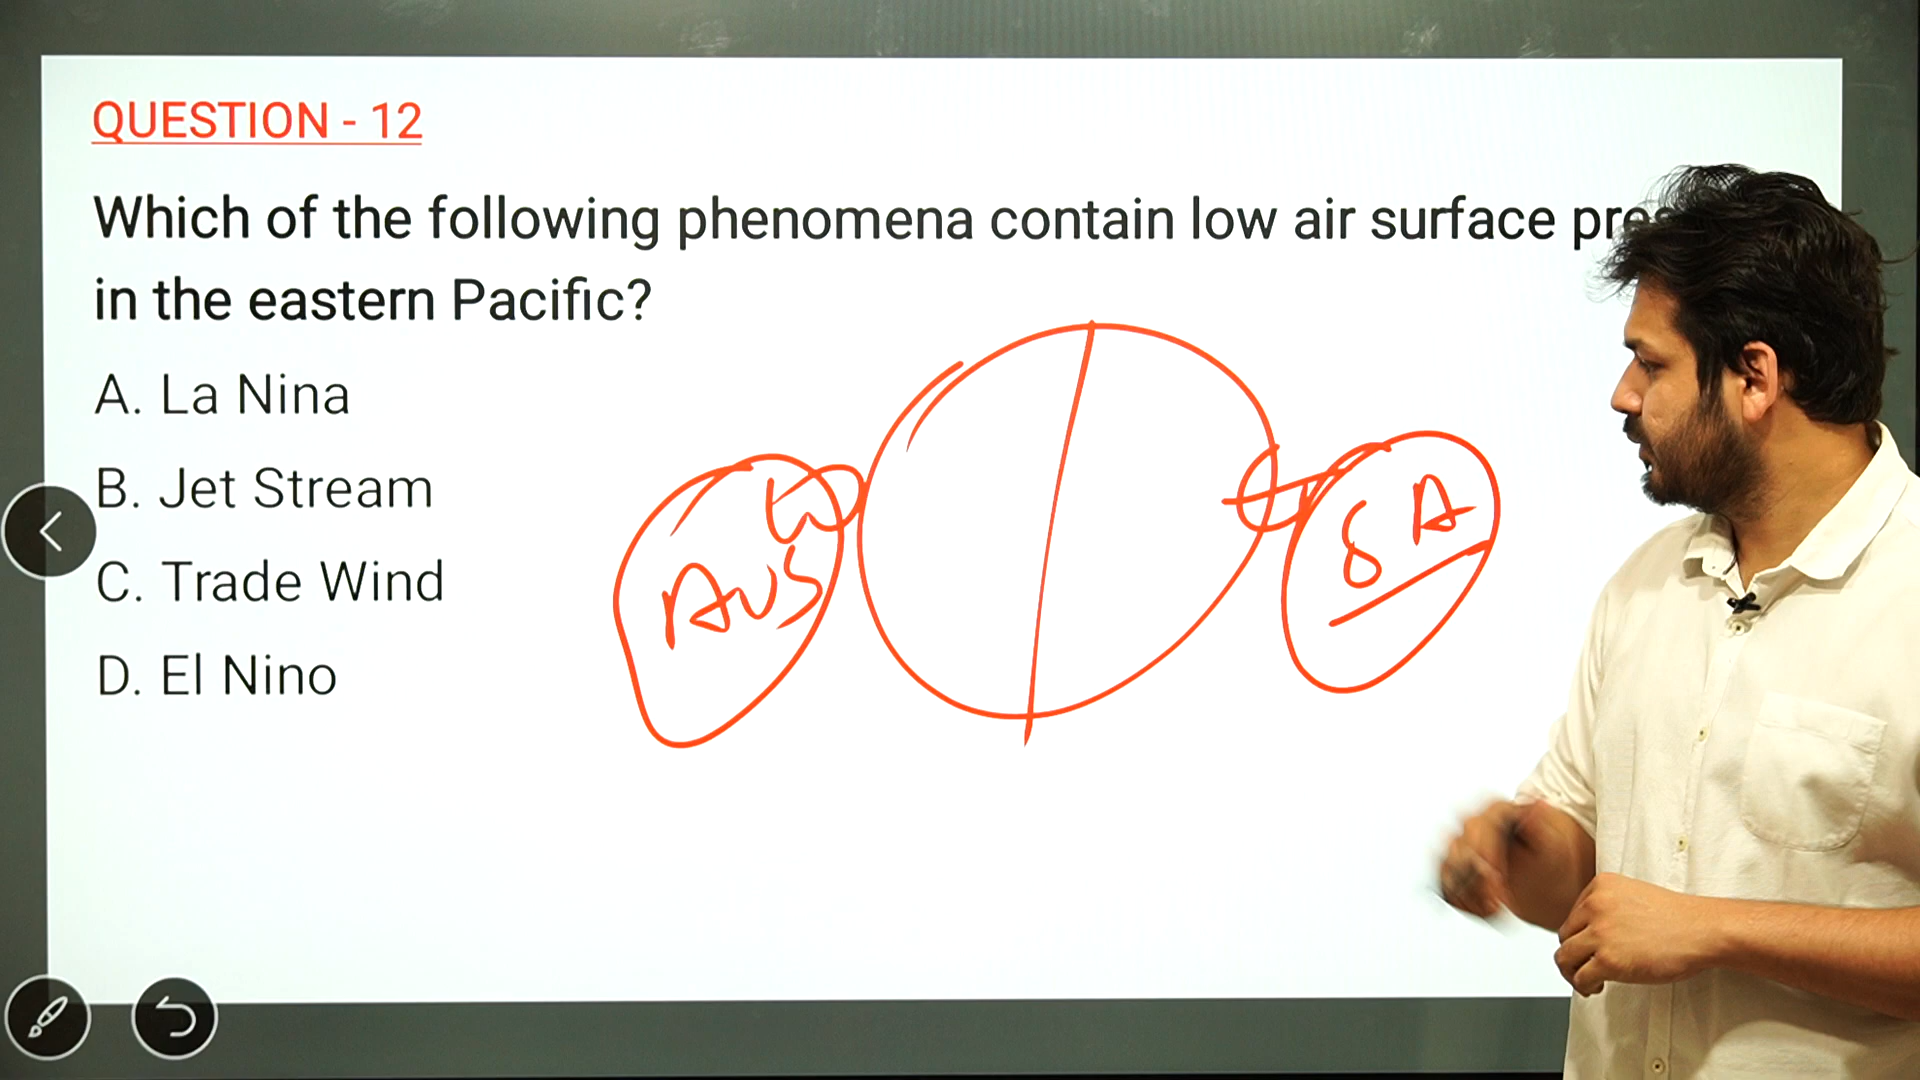 QUESTION - 12
Which of the following phenomena contain low air surface
in the eastern Pacific?
A. La Nina
B. Jet Stream
C. Trade Wind
D. El Nino
AUS
SA